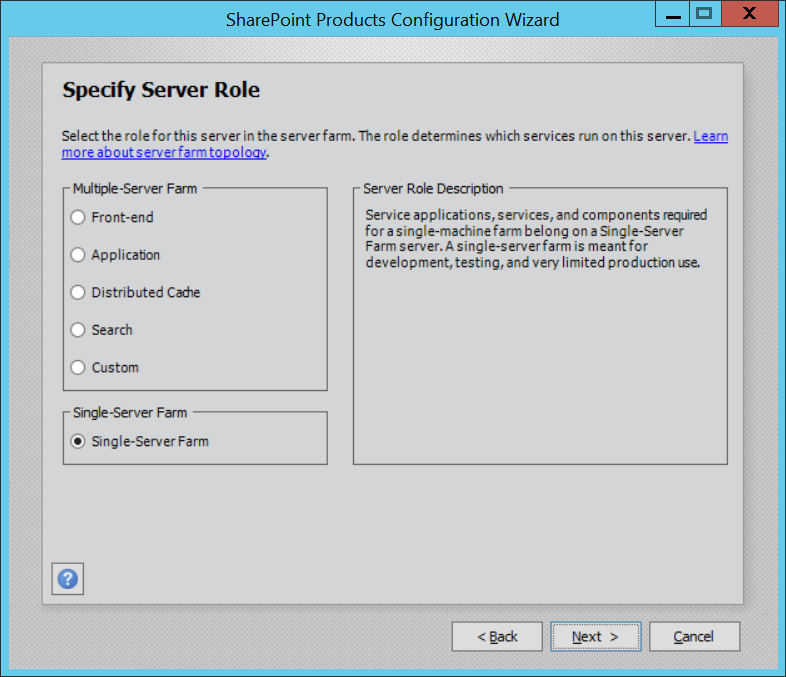 SharePoint Products Configuration Wizard
Specify Server Role
Select the role for this server in the server farm. The role determines which services run on this server. Learn
more about server farm topology.
Multiple-Server Farm
Front-end
Application
Distributed Cache
Search
Custom
Single-Server Farm
Single-Server Farm
Server Role Description
Service applications, services, and components required
for a single-machine farm belong on a Single-Server
Farm server. A single-server farm is meant for
development, testing, and very limited production use.
?
< Back
Next >
Cancel